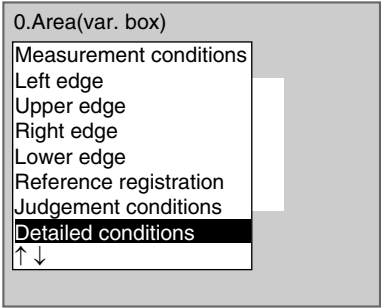 0.Area(var. box)
Measurement conditions
Left edge
Upper edge
Right edge
Lower edge
Reference registration
Judgement conditions
Detailed conditions
↑↓